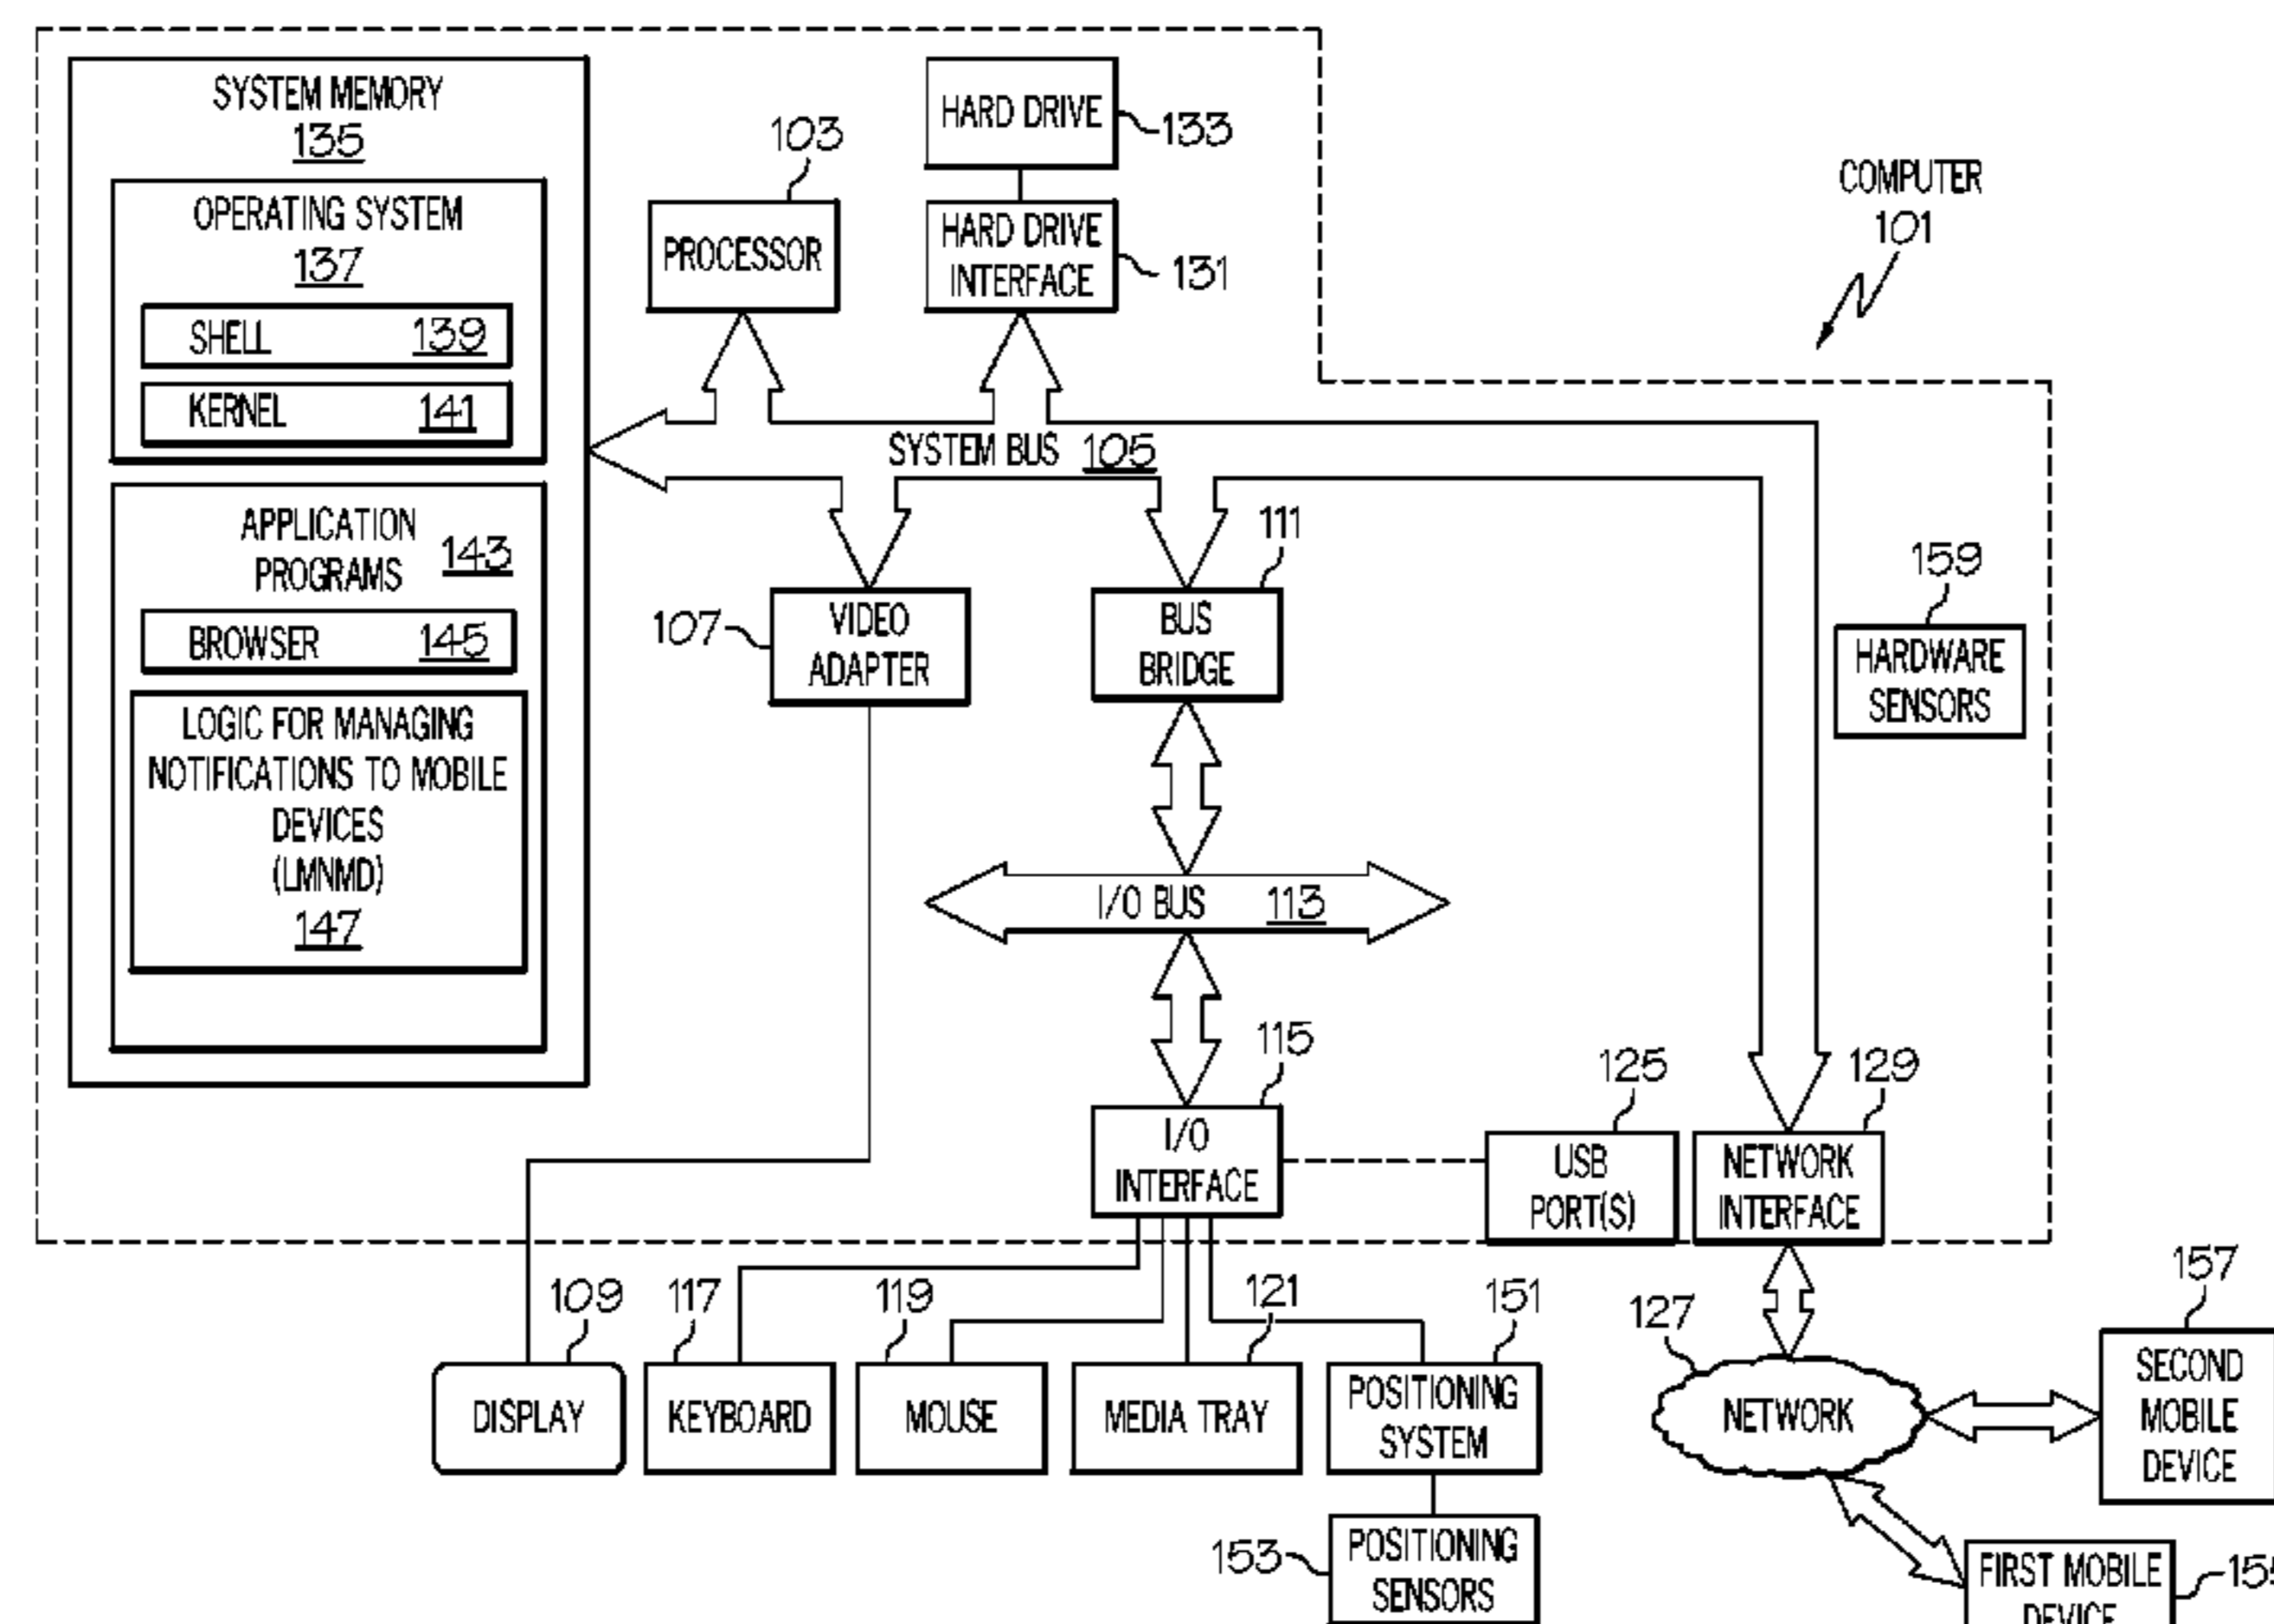 SYSTEM MEMORY
135
OPERATING SYSTEM
137
SHELL 139
KERNEL 141
APPLICATION
PROGRAMS 143
BROWSER 145
LOGIC FOR MANAGING
NOTIFICATIONS TO MOBILE
DEVICES
(LMNMD)
147
103
PROCESSOR
HARD DRIVE
133
HARD DRIVE
INTERFACE
131
COMPUTER
101
SYSTEM BUS 105
107
VIDEO
ADAPTER
111
BUS
BRIDGE
159
HARDWARE
SENSORS
I/O BUS 113
115
I/O
INTERFACE
125
USB
PORT(S)
129
NETWORK
INTERFACE
109
DISPLAY
117
KEYBOARD
119
MOUSE
121
MEDIA TRAY
151
POSITIONING
SYSTEM
153
POSITIONING
SENSORS
127
NETWORK
157
SECOND
MOBILE
DEVICE
FIRST MOBILE
DEVICE
155